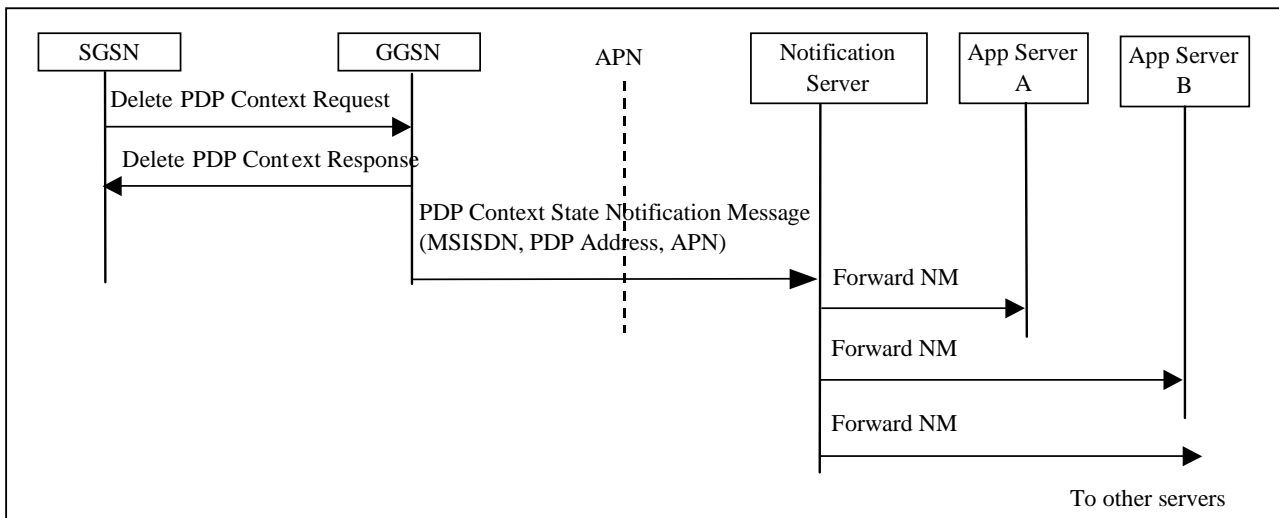 SGSN
GGSN
APN
Notification
Server
App Server
A
App Server
B
Delete PDP Context Request
Delete PDP Context Response
PDP Context State Notification Message
(MSISDN, PDP Address, APN)
Forward NM
Forward NM
Forward NM
To other servers